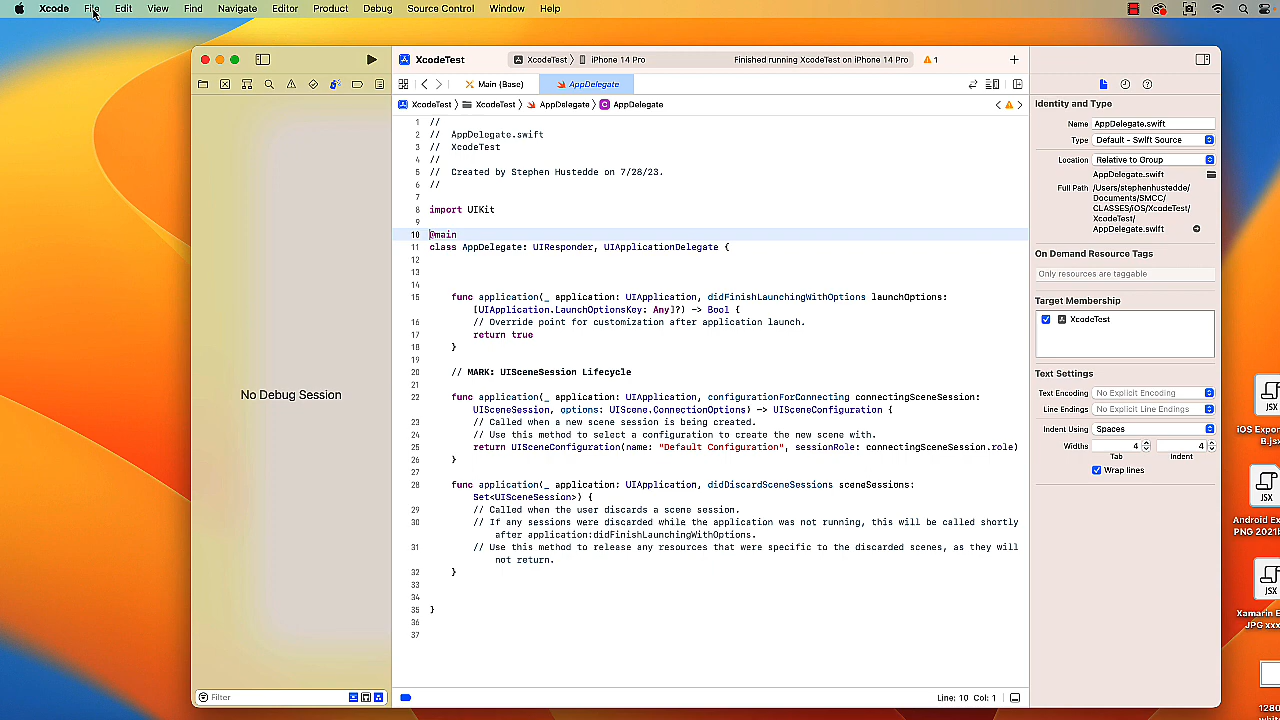 Xcode File Edit View Find Navigate Editor Product Debug Source Control Window Help
XcodeTest
XcodeTest iPhone 14 Pro
Finished running XcodeTest on iPhone 14 Pro
1
Main (Base)
AppDelegate
XcodeTest
XcodeTest
AppDelegate
AppDelegate
1 //
2 //  AppDelegate.swift
3 //  XcodeTest
4 //
5 //  Created by Stephen Hustedde on 7/28/23.
6 //
7
8 import UIKit
9
10 @main
11 class AppDelegate: UIResponder, UIApplicationDelegate {
12
13
14
15 func application(_ application: UIApplication, didFinishLaunchingWithOptions launchOptions:
[UIApplication.LaunchOptionsKey: Any]?) -> Bool {
16 // Override point for customization after application launch.
17 return true
18 }
19
20 // MARK: UISceneSession Lifecycle
21
22 func application(_ application: UIApplication, configurationForConnecting connectingSceneSession:
UISceneSession, options: UIScene.ConnectionOptions) -> UISceneConfiguration {
23 // Called when a new scene session is being created.
24 // Use this method to select a configuration to create the new scene with.
25 return UISceneConfiguration(name: "Default Configuration", sessionRole: connectingSceneSession.role)
26 }
27
28 func application(_ application: UIApplication, didDiscardSceneSessions sceneSessions:
Set<UISceneSession>) {
29 // Called when the user discards a scene session.
30 // If any sessions were discarded while the application was not running, this will be called shortly
after application:didFinishLaunchingWithOptions.
31 // Use this method to release any resources that were specific to the discarded scenes, as they will
not return.
32 }
33
34
35 }
36
37
No Debug Session
Filter
Line: 10 Col: 1
Identity and Type
Name AppDelegate.swift
Type Default - Swift Source
Location Relative to Group
AppDelegate.swift
Full Path /Users/stephenhustedde/
Documents/SMCC/
CLASSES/iOS/XcodeTest/
XcodeTest/
AppDelegate.swift
On Demand Resource Tags
Only resources are taggable
Target Membership
XcodeTest
Text Settings
Text Encoding No Explicit Encoding
Line Endings No Explicit Line Endings
Indent Using Spaces
Widths 4 4
Tab Indent
Wrap lines
JSX
iOS Expor
B.jsx
JSX
Android Ex
PNG 2021b
JSX
Xamarin E
JPG xxx
1280